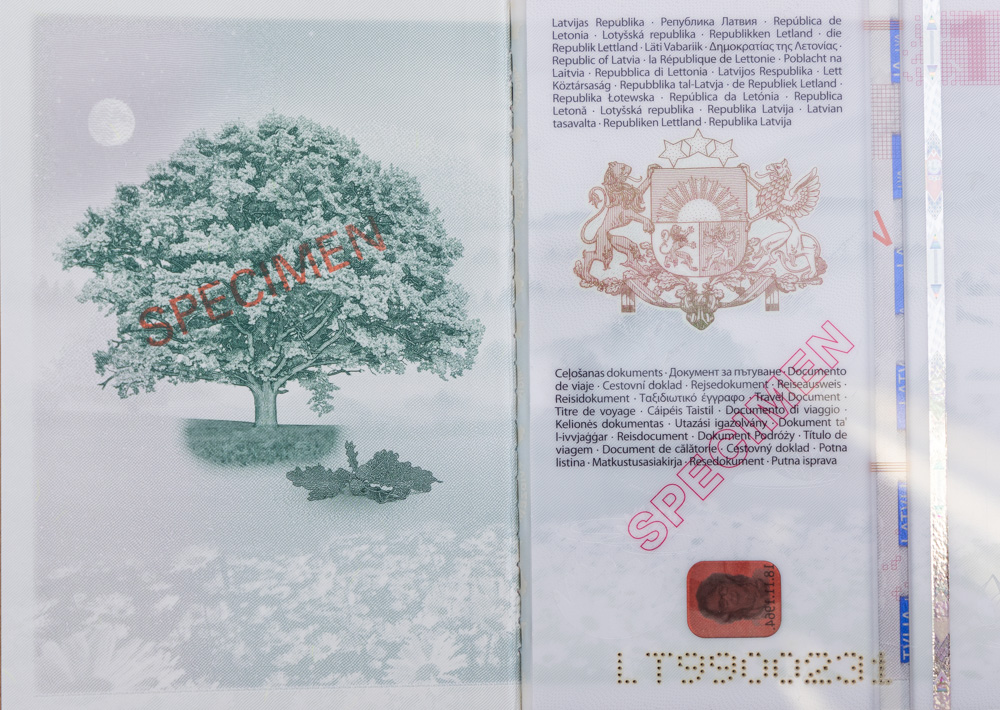 SPECIMEN
Latvijas Republika · Република Латвия · República de
Letonia · Lotyšská republika · Republikken Letland · die
Republik Lettland · Läti Vabariik · Δημοκρατίας της Λετονίας ·
Republic of Latvia · la République de Lettonie · Poblacht na
Laitvia · Repubblica di Lettonia · Latvijos Respublika · Lett
Köztársaság · Repubblika tal-Latvja · de Republiek Letland ·
Republika Łotewska · República da Letónia · Republica
Letonă · Lotyšská republika · Republika Latvija · Latvian
tasavalta · Republiken Lettland · Republika Latvija
Ceļošanas dokuments · Документ за пътуване · Documento
de viaje · Cestovní doklad · Rejsedokument · Reiseausweis ·
Reisidokument · Ταξιδιωτικό έγγραφο · Travel Document ·
Titre de voyage · Cáipéis Taistil · Documento di viaggio ·
Kelionės dokumentas · Utazási igazolvány · Dokument ta'
l-ivvjaġġar · Reisdocument · Dokument Podróży · Título de
viagem · Document de călătorie · Cestovný doklad · Potna
listina · Matkustusasiakirja · Resedokument · Putna isprava
SPECIMEN
18.11.1964
LT9900231